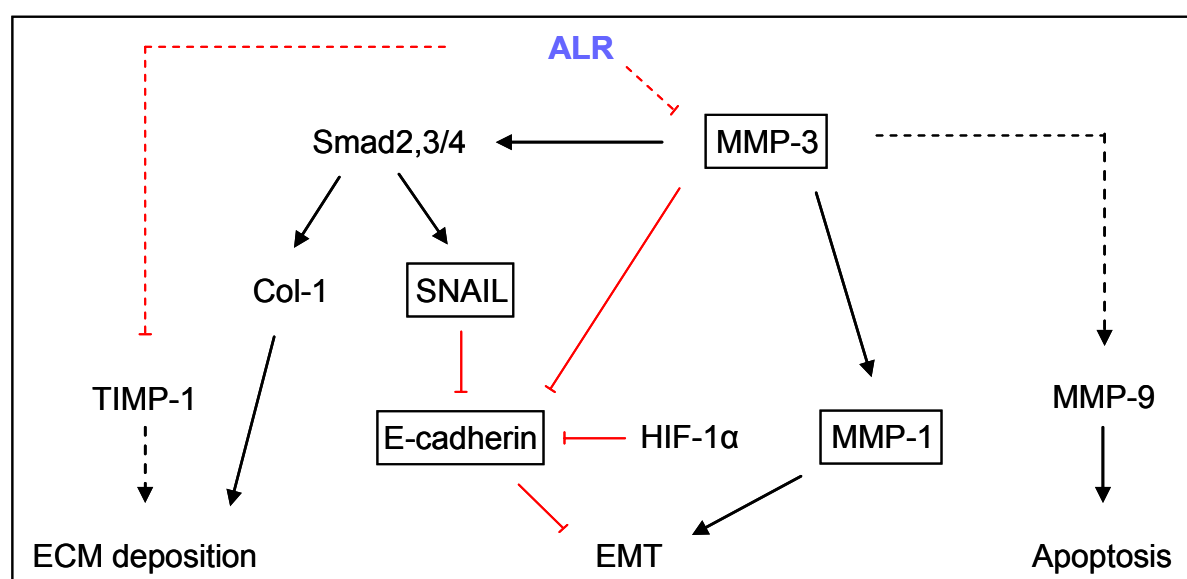 ALR
Smad2,3/4
MMP-3
Col-1
SNAIL
TIMP-1
MMP-9
E-cadherin
HIF-1α
MMP-1
ECM deposition
EMT
Apoptosis